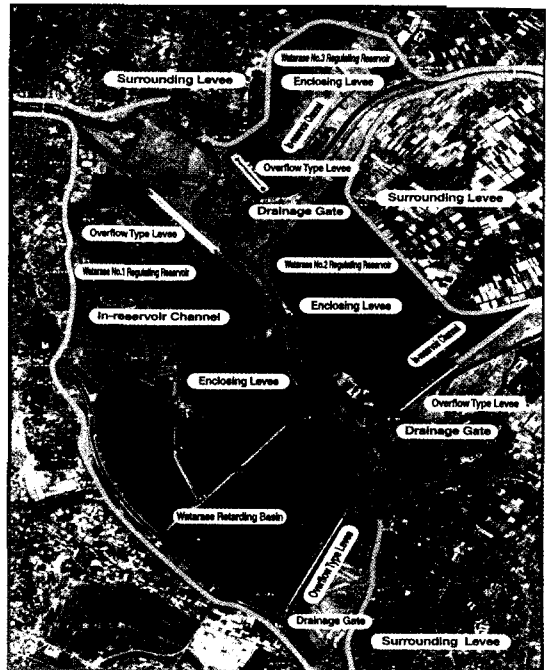 Watarase No.3 Regulating Reservoir
Surrounding Levee
Enclosing Levee
Overflow Type Levee
Surrounding Levee
Drainage Gate
Overflow Type Levee
Watarase No.1 Regulating Reservoir
Watarase No.2 Regulating Reservoir
Enclosing Levee
In-reservoir Channel
Enclosing Levee
Overflow Type Levee
Drainage Gate
Watarase Retarding Basin
Overflow Type Levee
Drainage Gate
Surrounding Levee